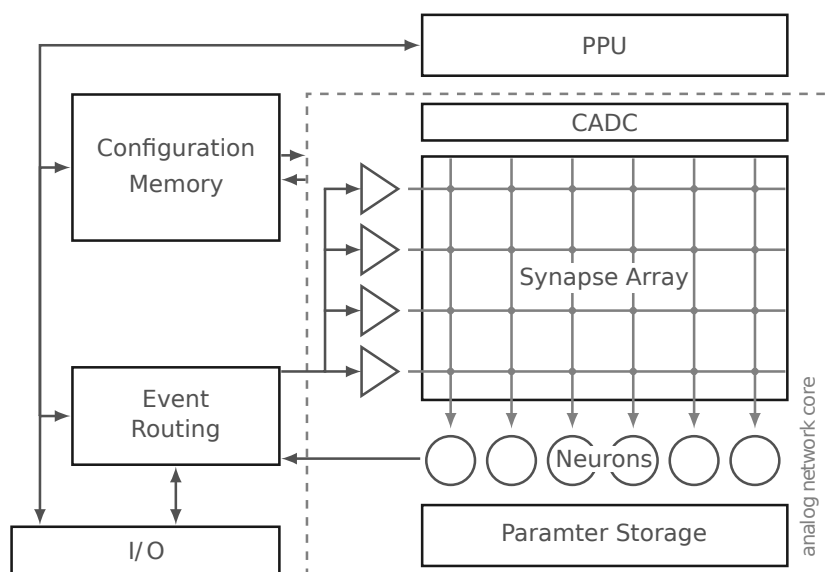 PPU
CADC
Configuration
Memory
Synapse Array
Event
Routing
Neurons
analog network core
Paramter Storage
I/O